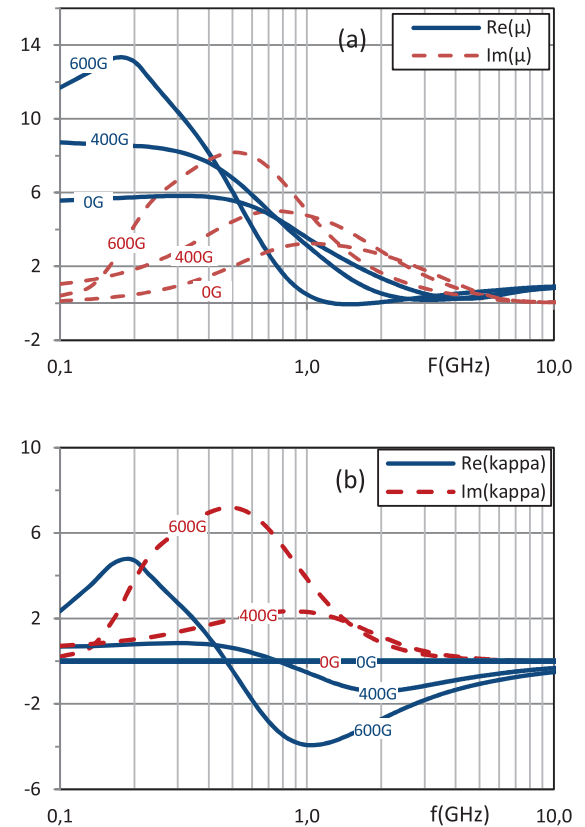 14
(a)
Re(μ)
Im(μ)
600G
10
400G
6
0G
600G
400G
2
0G
-2
0,1
1,0
F(GHz)
10,0
10
(b)
Re(kappa)
Im(kappa)
600G
6
2
400G
0G
0G
400G
-2
600G
-6
0,1
1,0
f(GHz)
10,0